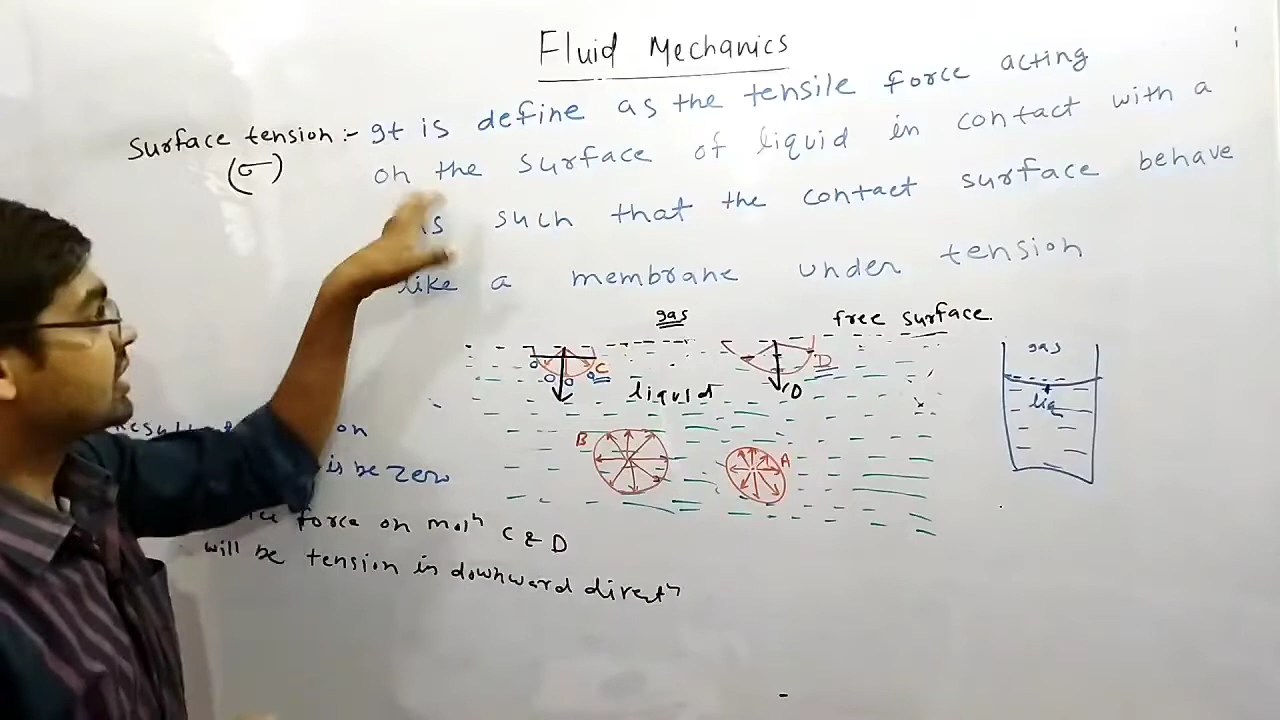 Fluid Mechanics
Surface tension :- It is define as the tensile force acting
(σ)
on the surface of liquid in contact with a
such that the contact surface behave
like a membrane under tension
gas
free surface.
C
D
liquid
B
A
gas
liq
on
is be zero
force on molⁿ C & D
will be tension in downward directⁿ